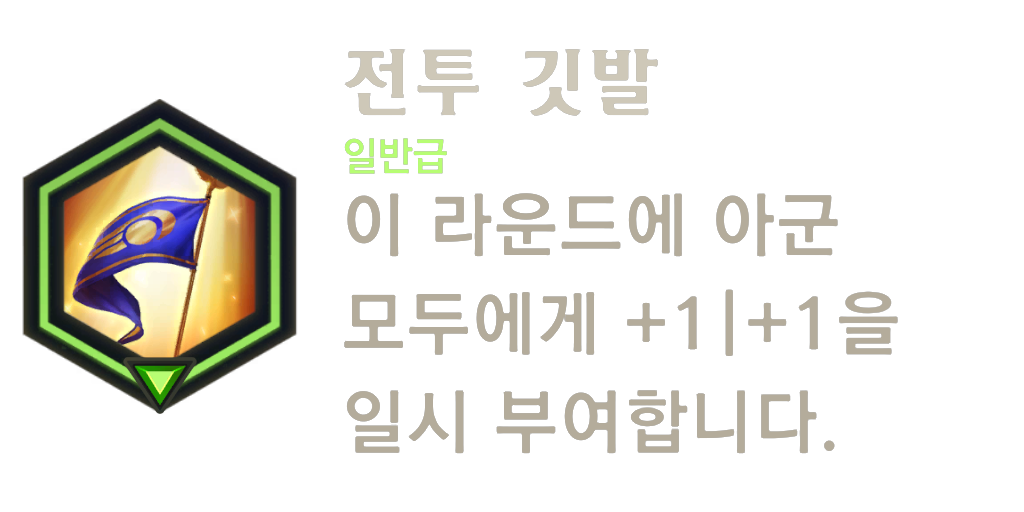 전투 깃발
일반급
이 라운드에 아군
모두에게 +1|+1을
일시 부여합니다.